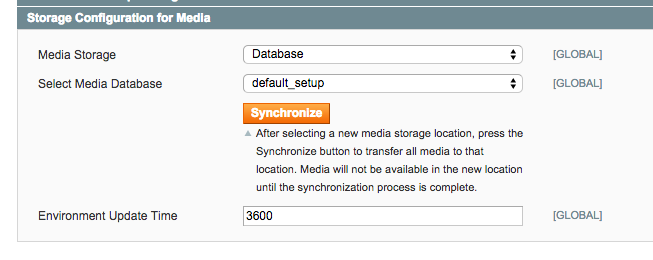 Storage Configuration for Media
Media Storage Database [GLOBAL]
Select Media Database default_setup [GLOBAL]
Synchronize
After selecting a new media storage location, press the
Synchronize button to transfer all media to that
location. Media will not be available in the new location
until the synchronization process is complete.
Environment Update Time 3600 [GLOBAL]